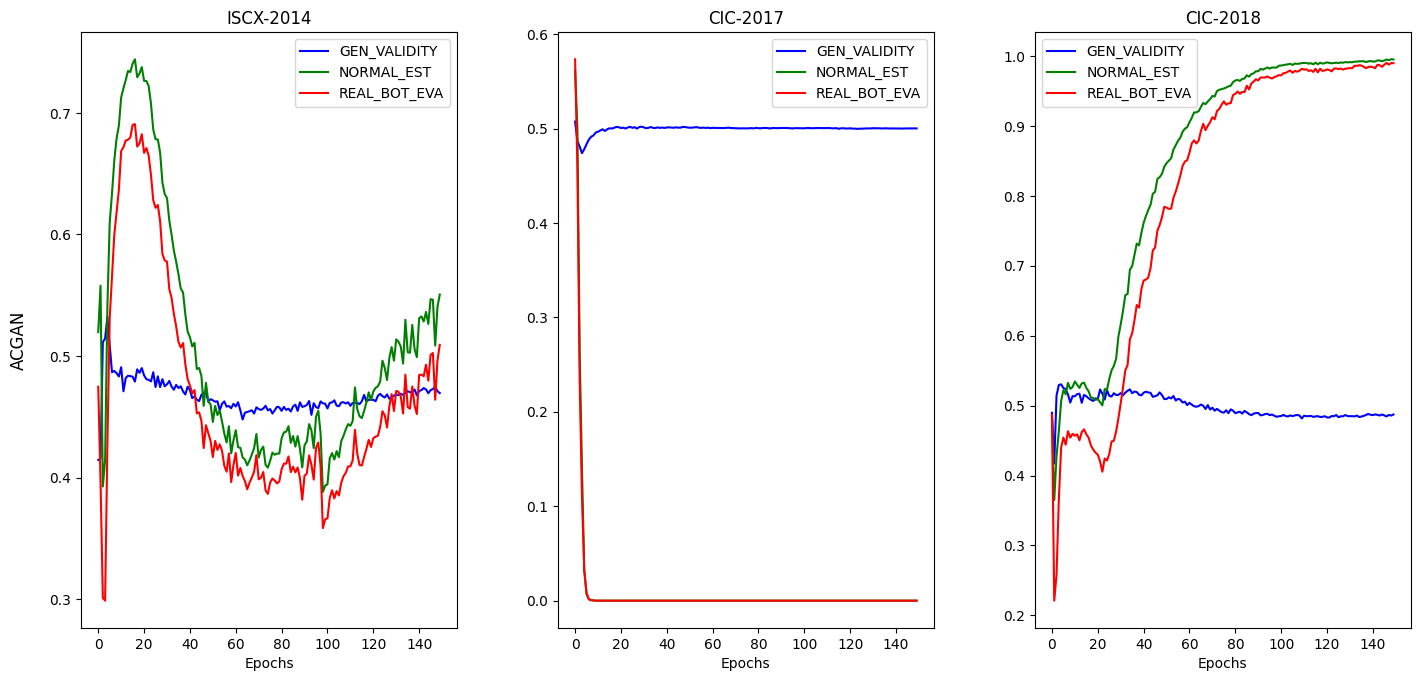 ACGAN
ISCX-2014
GEN_VALIDITY
NORMAL_EST
REAL_BOT_EVA
0.7
0.6
0.5
0.4
0.3
0 20 40 60 80 100 120 140
Epochs
CIC-2017
GEN_VALIDITY
NORMAL_EST
REAL_BOT_EVA
0.6
0.5
0.4
0.3
0.2
0.1
0.0
0 20 40 60 80 100 120 140
Epochs
CIC-2018
GEN_VALIDITY
NORMAL_EST
REAL_BOT_EVA
1.0
0.9
0.8
0.7
0.6
0.5
0.4
0.3
0.2
0 20 40 60 80 100 120 140
Epochs